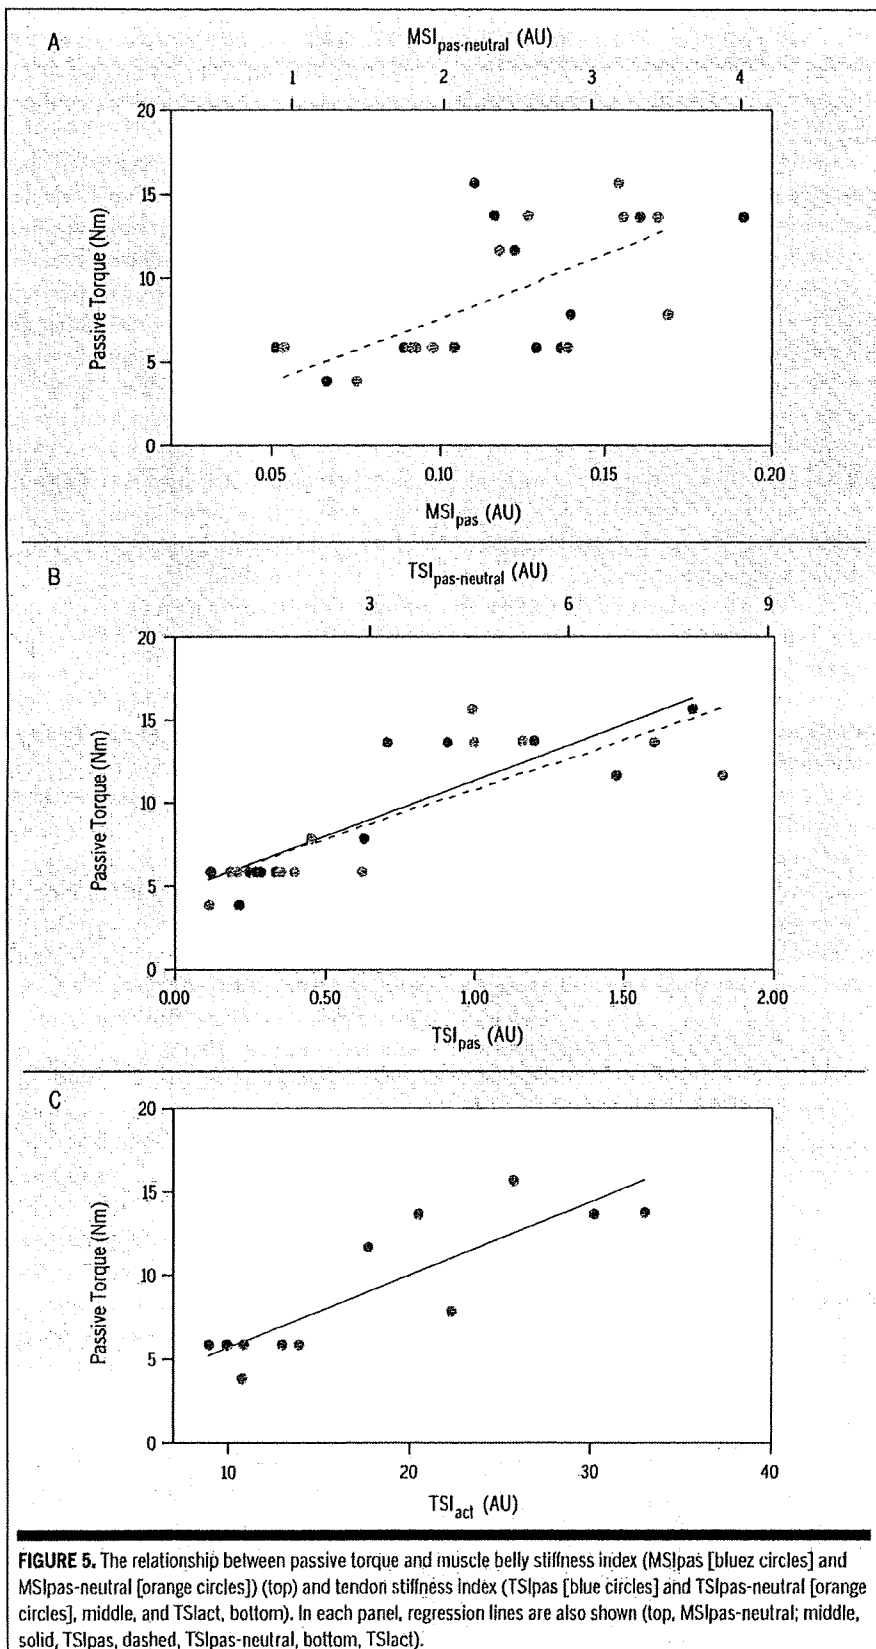 A
MSIpas-neutral (AU)
1 2 3 4
20
15
10
5
0
Passive Torque (Nm)
0.05 0.10 0.15 0.20
MSIpas (AU)
B
TSIpas-neutral (AU)
3 6 9
20
15
10
5
0
Passive Torque (Nm)
0.00 0.50 1.00 1.50 2.00
TSIpas (AU)
C
20
15
10
5
0
Passive Torque (Nm)
10 20 30 40
TSIact (AU)
FIGURE 5. The relationship between passive torque and muscle belly stiffness index (MSIpas [bluez circles] and
MSIpas-neutral [orange circles]) (top) and tendon stiffness index (TSIpas [blue circles] and TSIpas-neutral [orange
circles], middle, and TSIact, bottom). In each panel, regression lines are also shown (top, MSIpas-neutral; middle,
solid, TSIpas, dashed, TSIpas-neutral, bottom, TSIact).